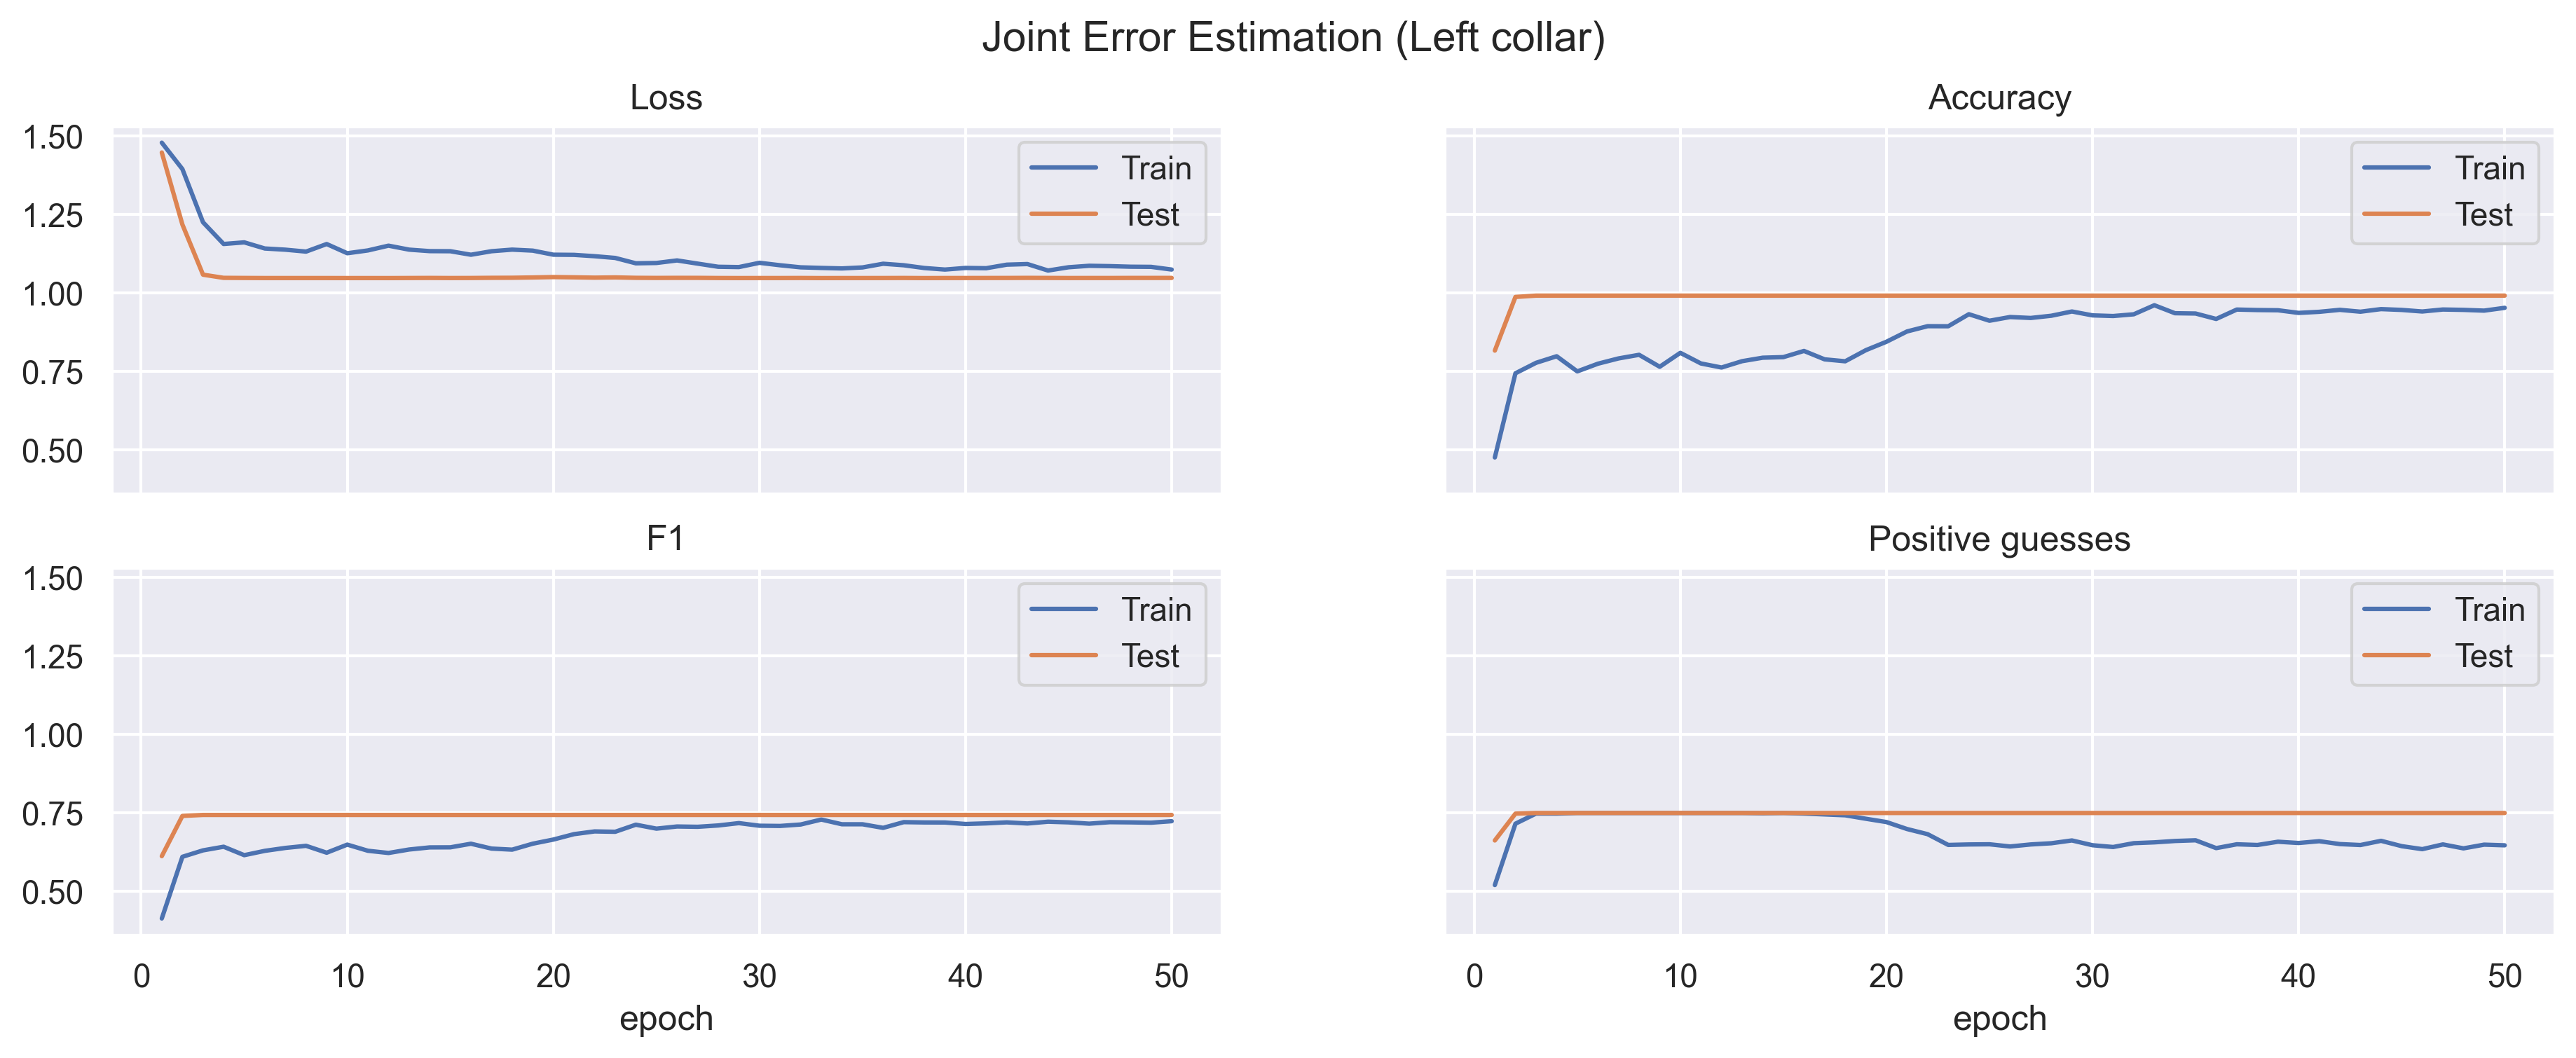 Joint Error Estimation (Left collar)
Loss
Accuracy
1.50
1.25
1.00
0.75
0.50
Train
Test
Train
Test
F1
Positive guesses
1.50
1.25
1.00
0.75
0.50
Train
Test
Train
Test
0 10 20 30 40 50
0 10 20 30 40 50
epoch
epoch